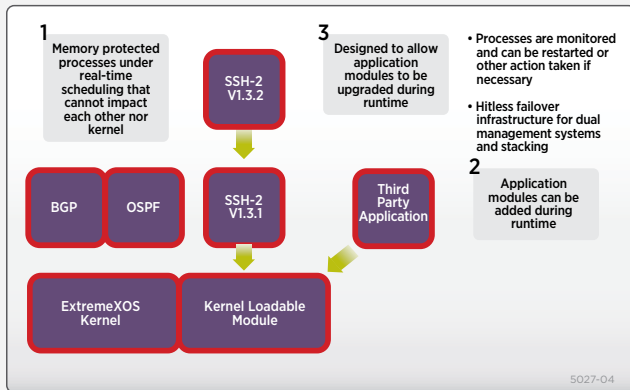 1
Memory protected
processes under
real-time
scheduling that
cannot impact
each other nor
kernel
SSH-2
V1.3.2
3
Designed to allow
application
modules to be
upgraded during
runtime
• Processes are monitored
and can be restarted or
other action taken if
necessary
• Hitless failover
infrastructure for dual
management systems
and stacking
2
Application
modules can be
added during
runtime
BGP
OSPF
SSH-2
V1.3.1
Third
Party
Application
ExtremeXOS
Kernel
Kernel Loadable
Module
5027-04